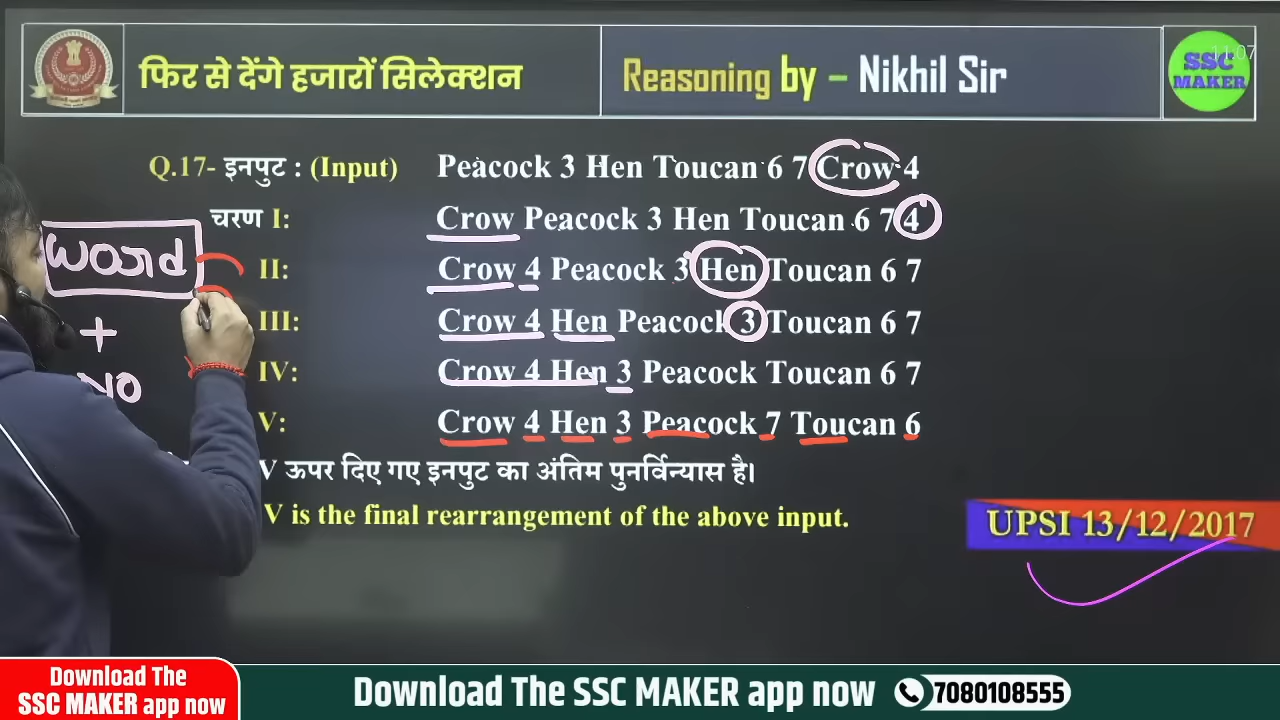 फिर से देंगे हजारों सिलेक्शन
Reasoning by – Nikhil Sir
SSC
MAKER
11:07
Q.17- इनपुट : (Input) Peacock 3 Hen Toucan 6 7 Crow 4
चरण I: Crow Peacock 3 Hen Toucan 6 7 4
II: Crow 4 Peacock 3 Hen Toucan 6 7
III: Crow 4 Hen Peacock 3 Toucan 6 7
IV: Crow 4 Hen 3 Peacock Toucan 6 7
V: Crow 4 Hen 3 Peacock 7 Toucan 6
word
+
NO
V ऊपर दिए गए इनपुट का अंतिम पुनर्विन्यास है।
V is the final rearrangement of the above input.
UPSI 13/12/2017
Download The
SSC MAKER app now
Download The SSC MAKER app now
7080108555